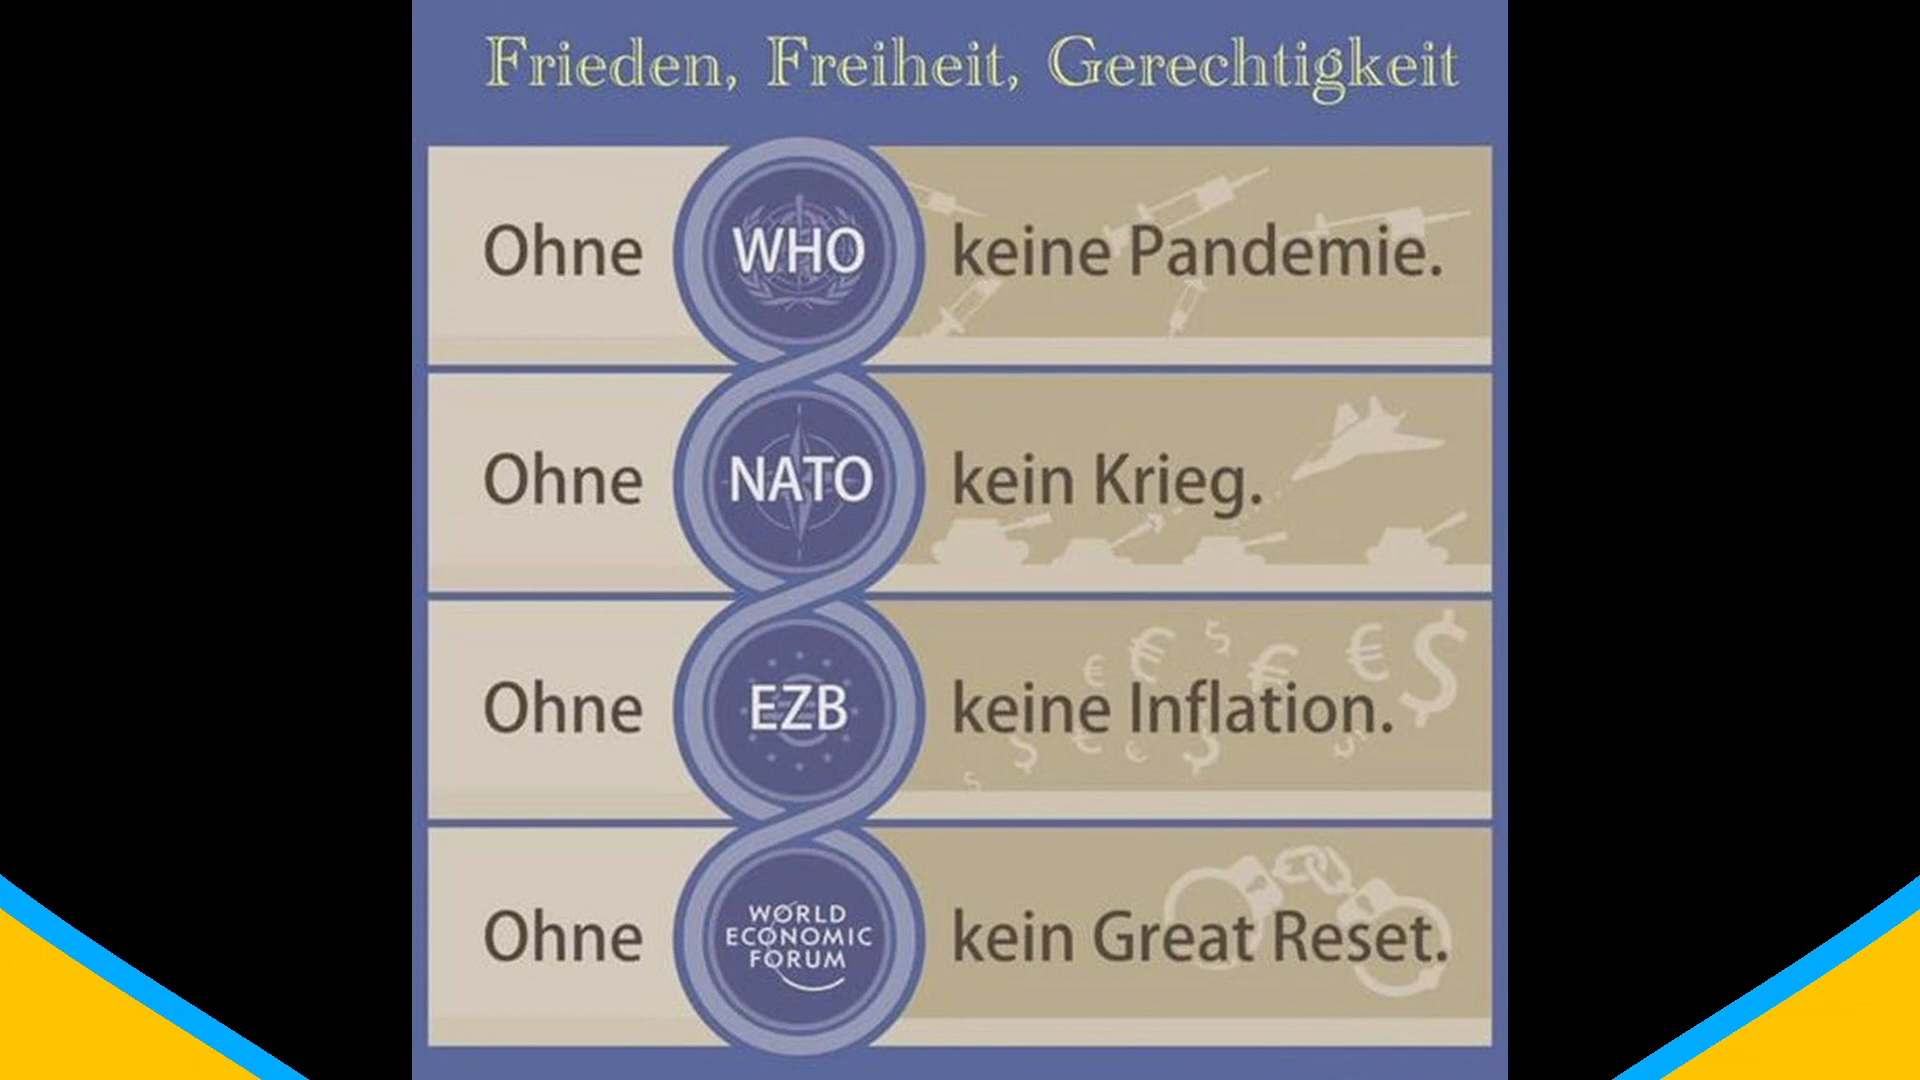 Frieden, Freiheit, Gerechtigkeit
Ohne WHO keine Pandemie.
Ohne NATO kein Krieg.
Ohne EZB keine Inflation.
Ohne WORLD ECONOMIC FORUM kein Great Reset.